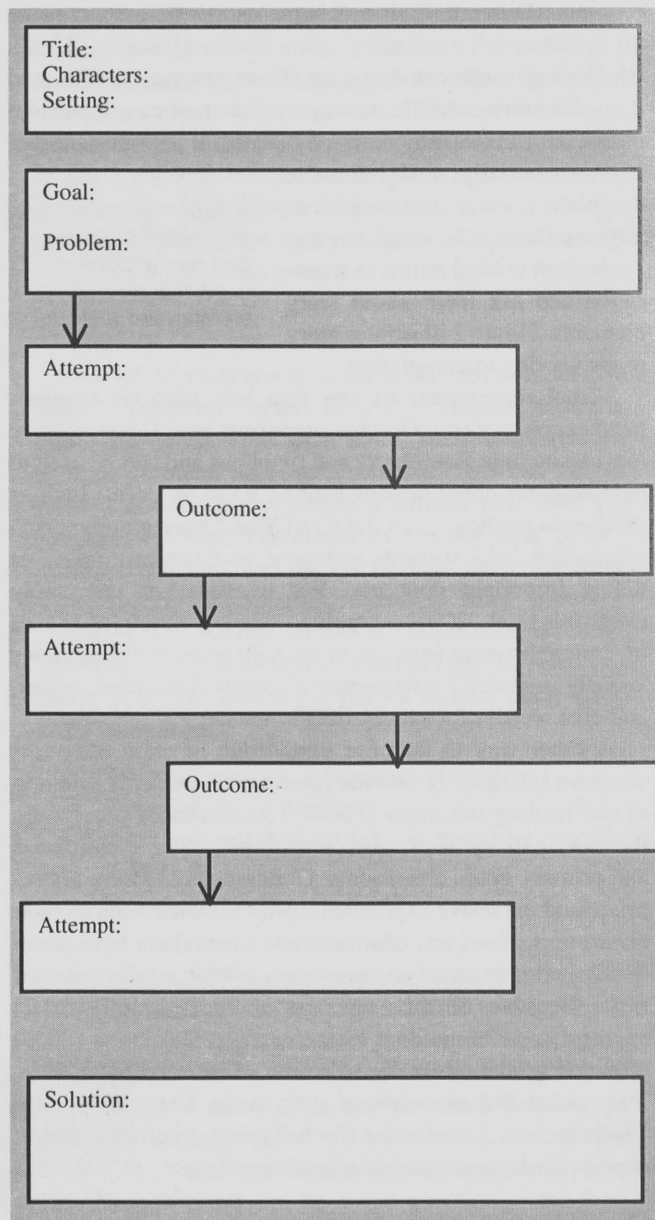 Title:
Characters:
Setting:
Goal:
Problem:
Attempt:
Outcome:
Attempt:
Outcome:
Attempt:
Solution: